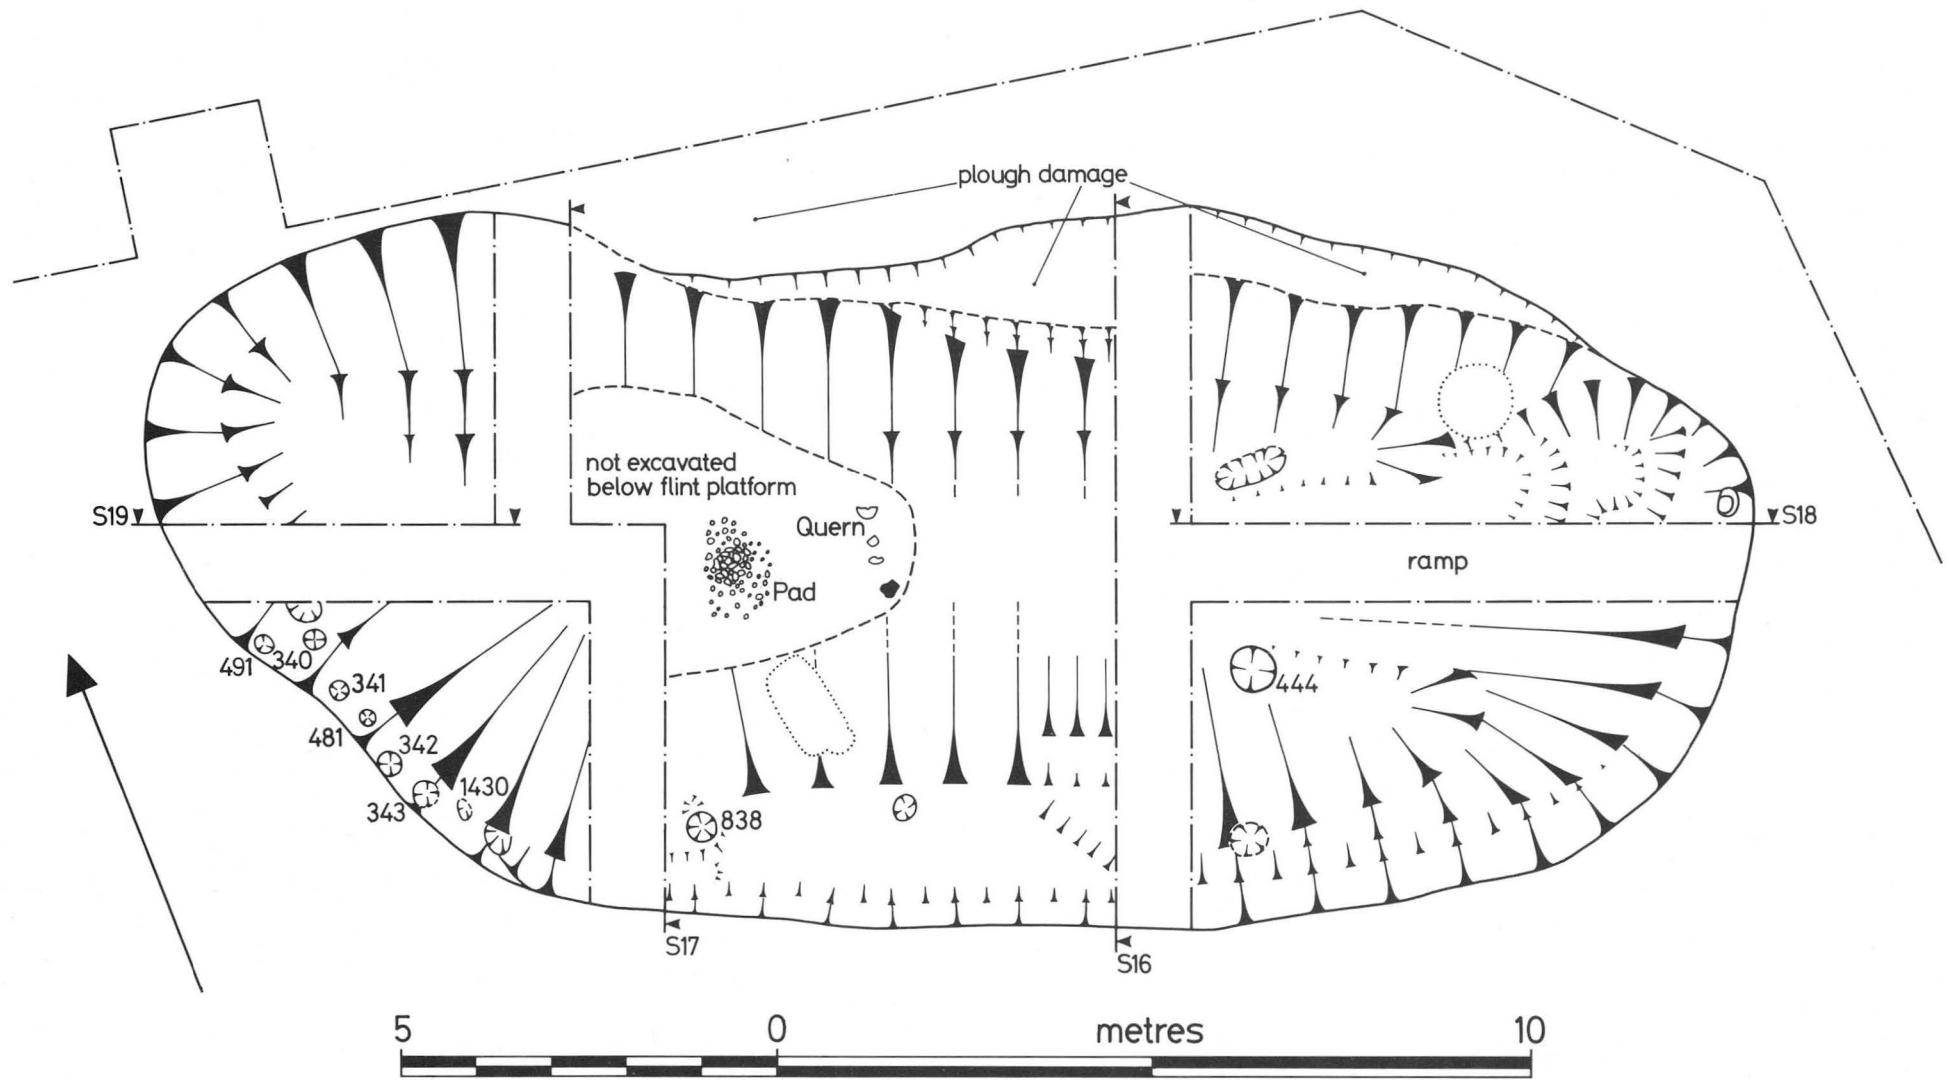 plough damage
not excavated
below flint platform
S19
Quern
S18
ramp
Pad
491
340
341
444
481
342
343
1430
838
S17
S16
5
0
metres
10